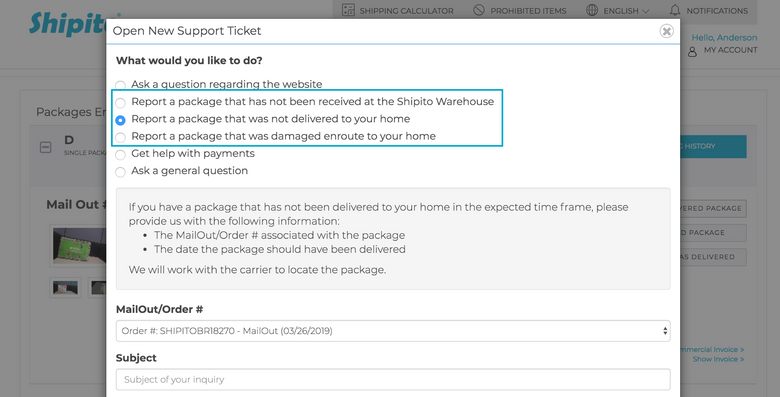 Shipito
SHIPPING CALCULATOR
PROHIBITED ITEMS
ENGLISH
NOTIFICATIONS
Hello, Anderson
MY ACCOUNT
Open New Support Ticket
What would you like to do?
Ask a question regarding the website
Report a package that has not been received at the Shipito Warehouse
Report a package that was not delivered to your home
Report a package that was damaged enroute to your home
Get help with payments
Ask a general question
If you have a package that has not been delivered to your home in the expected time frame, please
provide us with the following information:
• The MailOut/Order # associated with the package
• The date the package should have been delivered
We will work with the carrier to locate the package.
MailOut/Order #
Order #: SHIPITOBR18270 - MailOut (03/26/2019)
Subject
Subject of your inquiry
Packages En
D
SINGLE PACKA
HISTORY
Mail Out #
VERED PACKAGE
D PACKAGE
AS DELIVERED
mmercial Invoice >
Show Invoice >